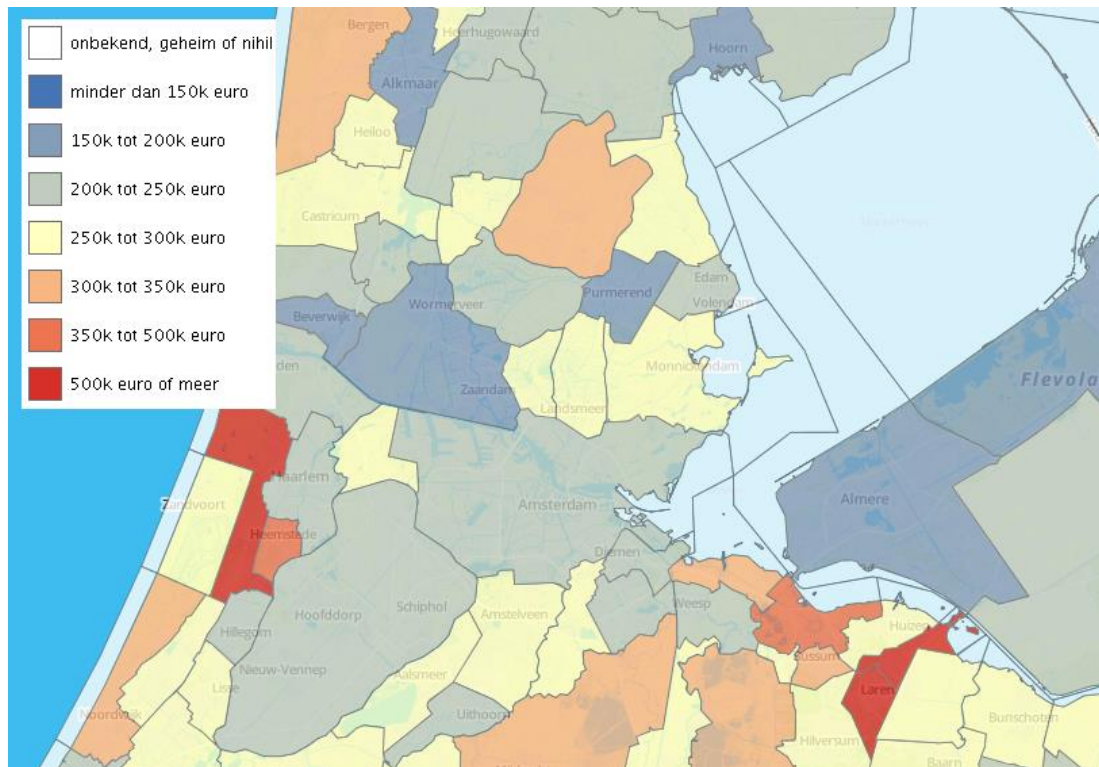 onbekend, geheim of nihil
minder dan 150k euro
150k tot 200k euro
200k tot 250k euro
250k tot 300k euro
300k tot 350k euro
350k tot 500k euro
500k euro of meer
Bergen
Heerhugowaard
Hoorn
Alkmaar
Heiloo
Castricum
Edam
Purmerend
Volendam
Wormerveer
Beverwijk
Monnickendam
Zaandam
Landsmeer
Flevola
Haarlem
Almere
Zandvoort
Amsterdam
Heemstede
Diemen
Weesp
Schiphol
Hoofddorp
Amstelveen
Hillegom
Huizen
Bussum
Nieuw-Vennep
Aalsmeer
Lisse
Laren
Noordwijk
Uithoorn
Bunschoten
Hilversum
Baarn